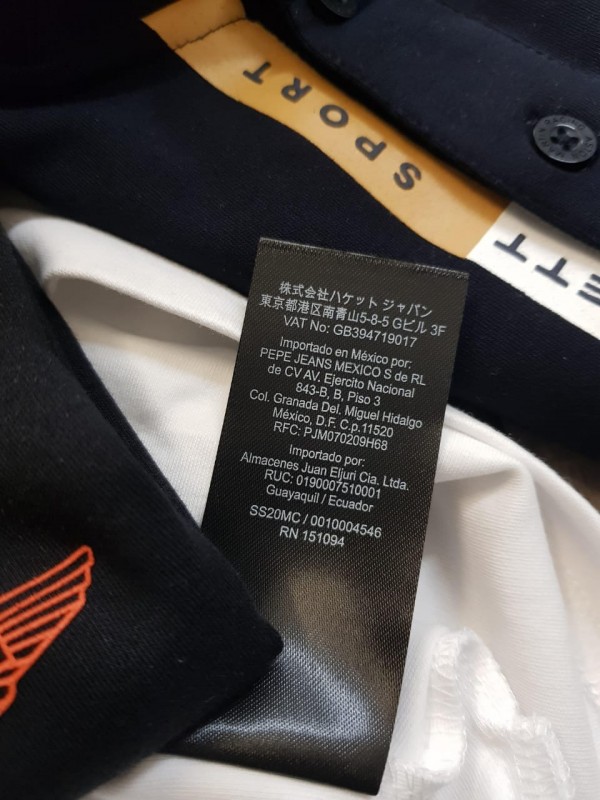 SPORT
ETT
株式会社ハケット ジャパン
東京都港区南青山5-8-5 Gビル 3F
VAT No: GB394719017
Importado en México por:
PEPE JEANS MEXICO S de RL
de CV AV. Ejercito Nacional
843-B, B, Piso 3
Col. Granada Del. Miguel Hidalgo
México, D.F. C.p.11520
RFC: PJM070209H68
Importado por:
Almacenes Juan Eljuri Cia. Ltda.
RUC: 0190007510001
Guayaquil / Ecuador
SS20MC / 0010004546
RN 151094